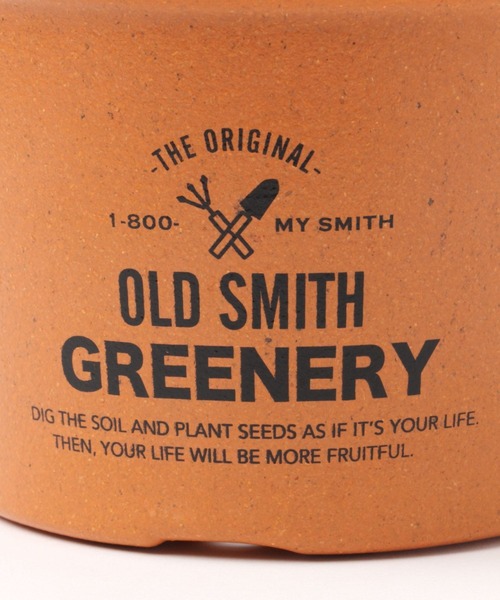 -THE ORIGINAL-
1-800- MY SMITH
OLD SMITH
GREENERY
DIG THE SOIL AND PLANT SEEDS AS IF IT'S YOUR LIFE.
THEN, YOUR LIFE WILL BE MORE FRUITFUL.